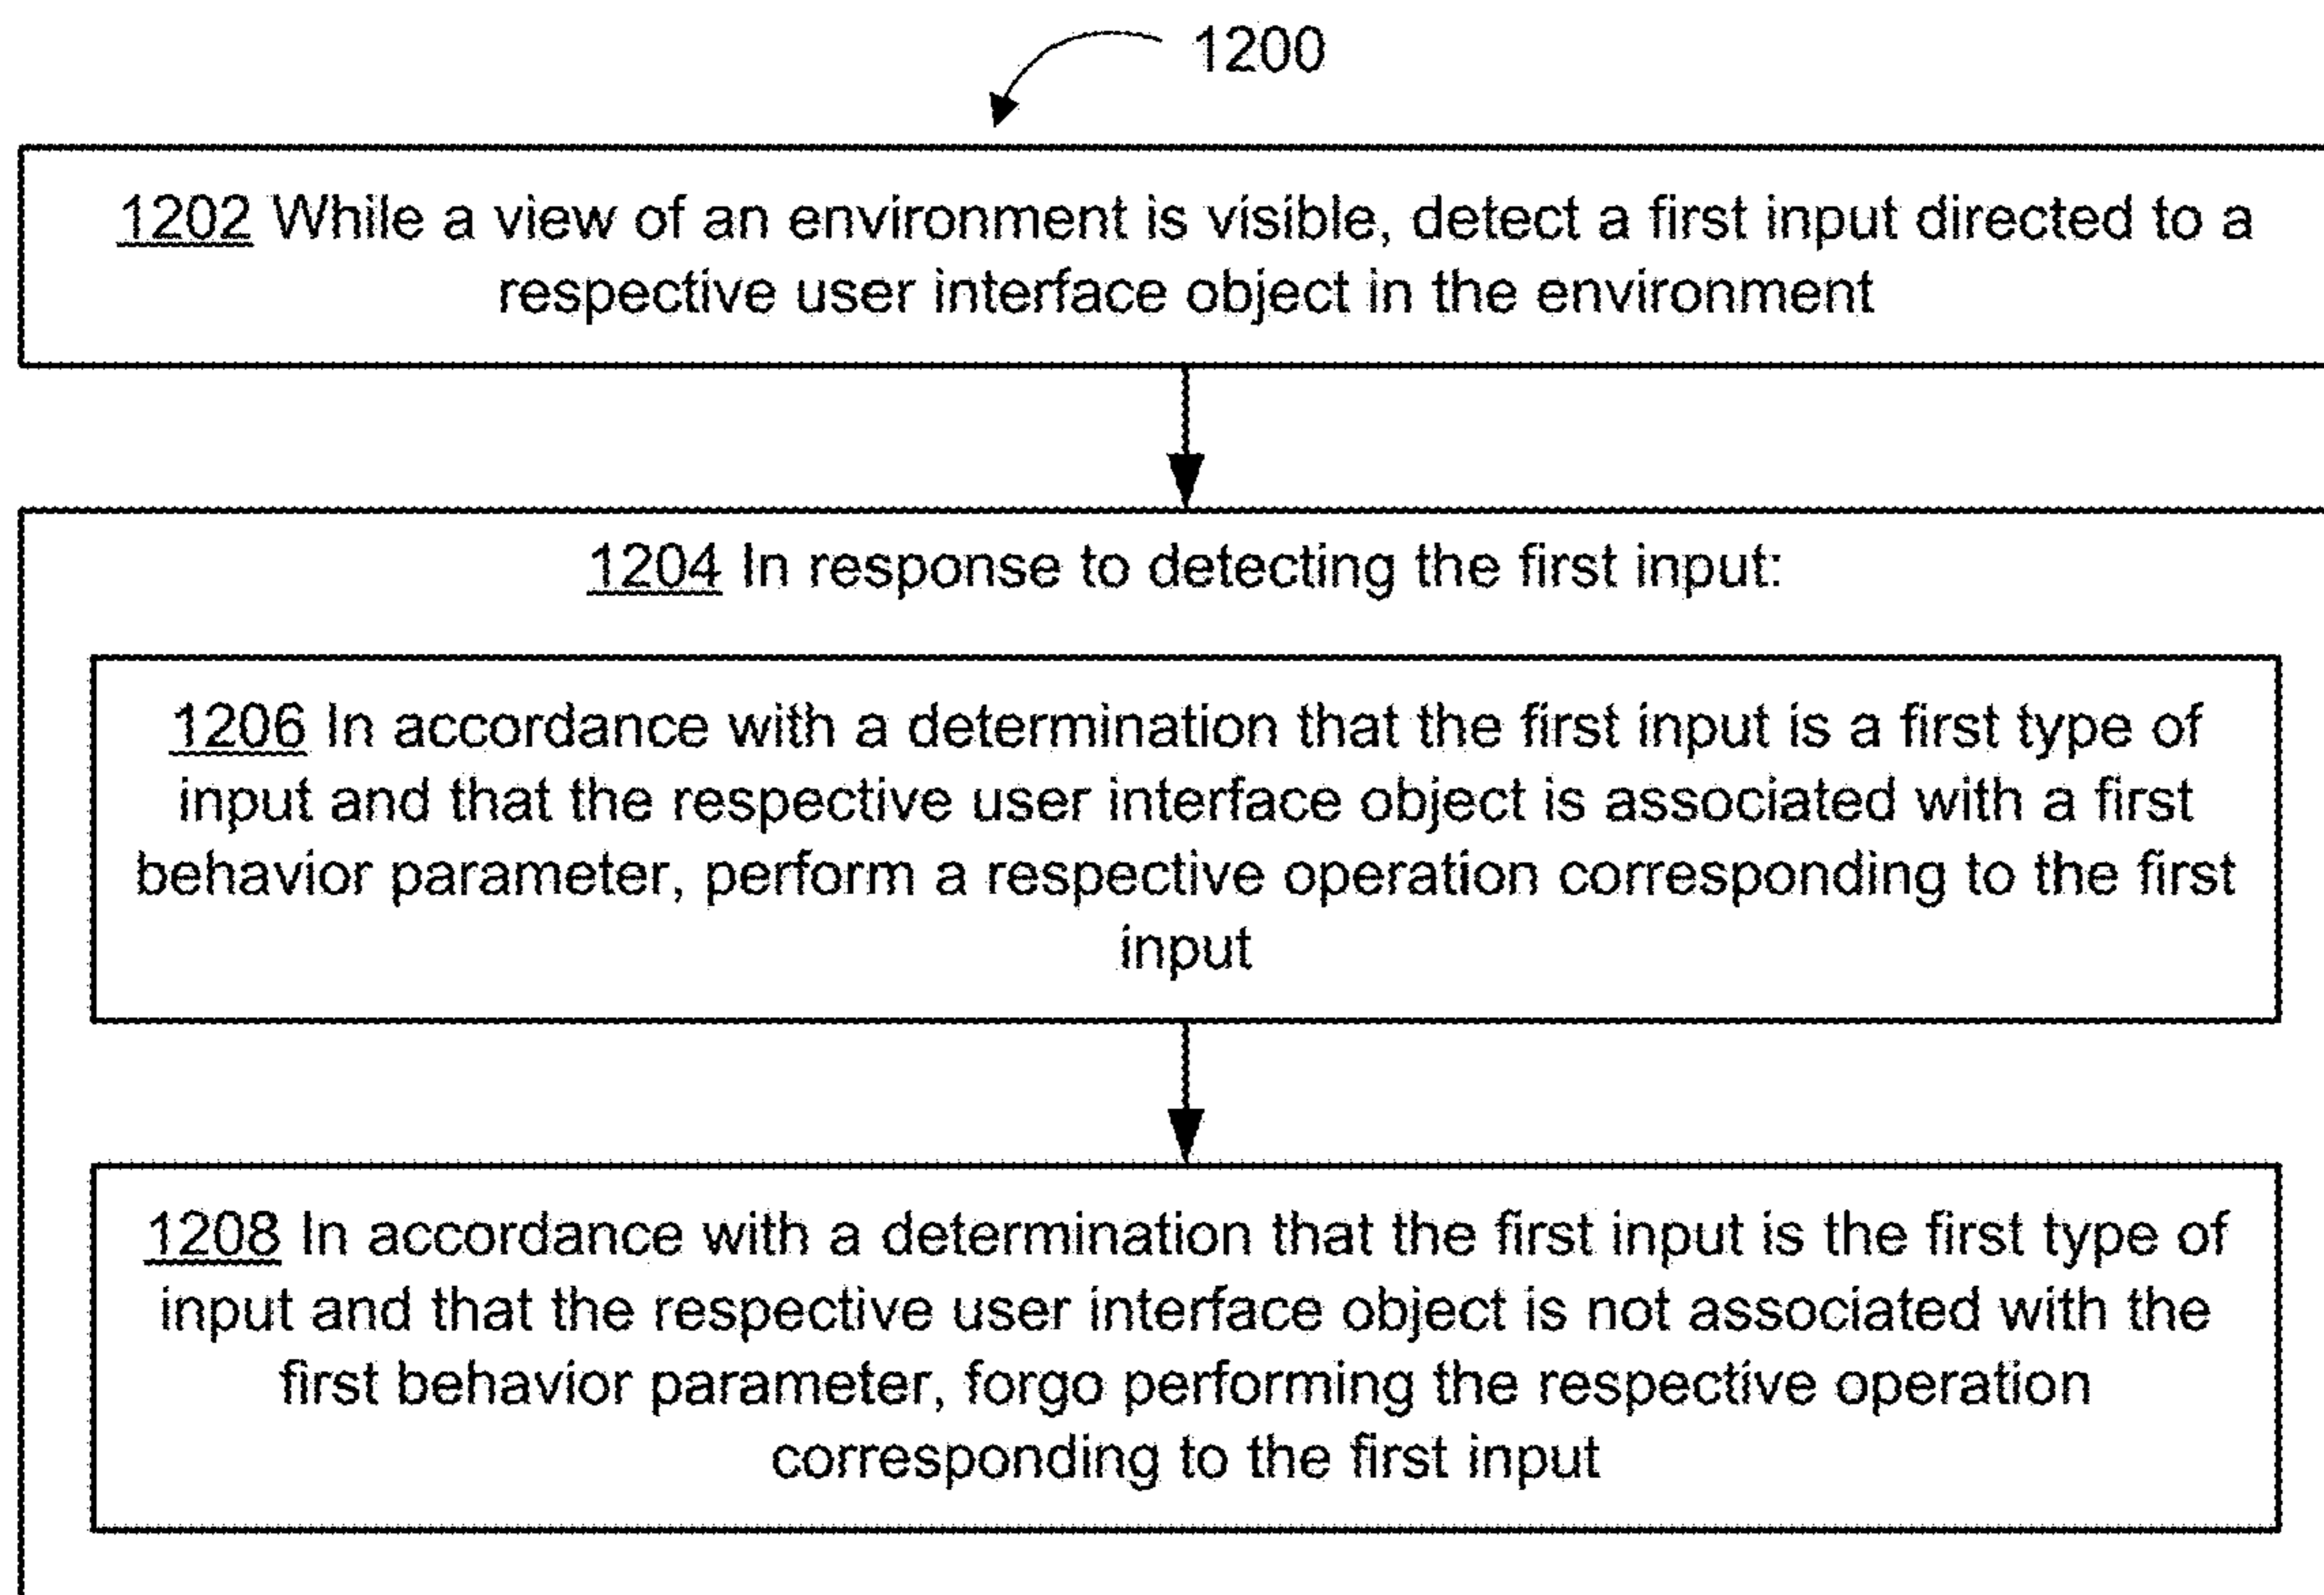 1200
1202 While a view of an environment is visible, detect a first input directed to a
respective user interface object in the environment
1204 In response to detecting the first input:
1206 In accordance with a determination that the first input is a first type of
input and that the respective user interface object is associated with a first
behavior parameter, perform a respective operation corresponding to the first
input
1208 In accordance with a determination that the first input is the first type of
input and that the respective user interface object is not associated with the
first behavior parameter, forgo performing the respective operation
corresponding to the first input